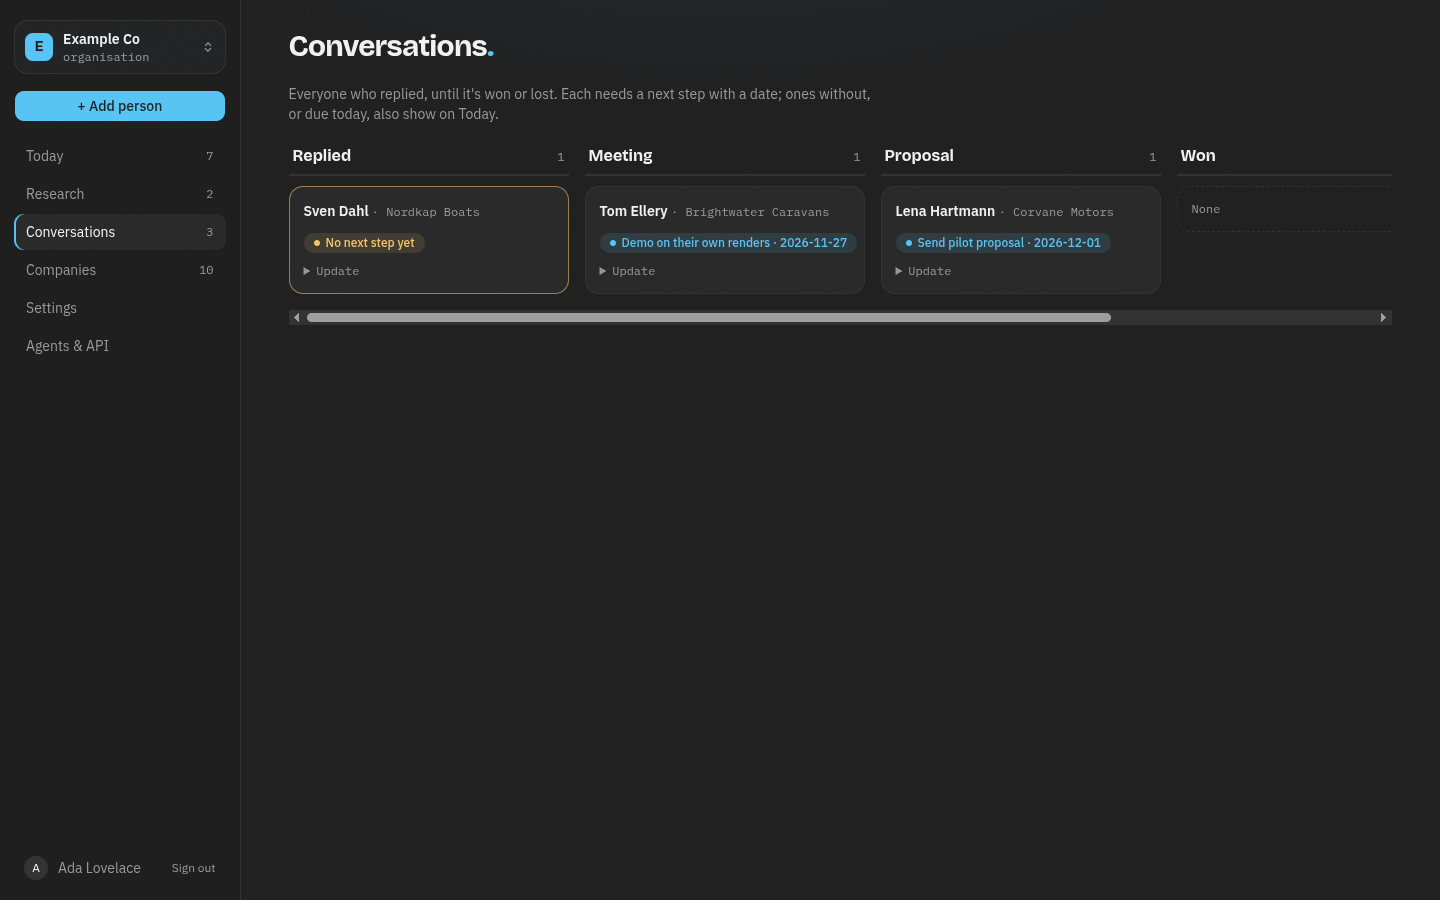 E
Example Co
organisation
+ Add person
Today 7
Research 2
Conversations 3
Companies 10
Settings
Agents & API
A Ada Lovelace Sign out
Conversations.
Everyone who replied, until it's won or lost. Each needs a next step with a date; ones without,
or due today, also show on Today.
Replied 1
Sven Dahl · Nordkap Boats
No next step yet
Update
Meeting 1
Tom Ellery · Brightwater Caravans
Demo on their own renders · 2026-11-27
Update
Proposal 1
Lena Hartmann · Corvane Motors
Send pilot proposal · 2026-12-01
Update
Won
None